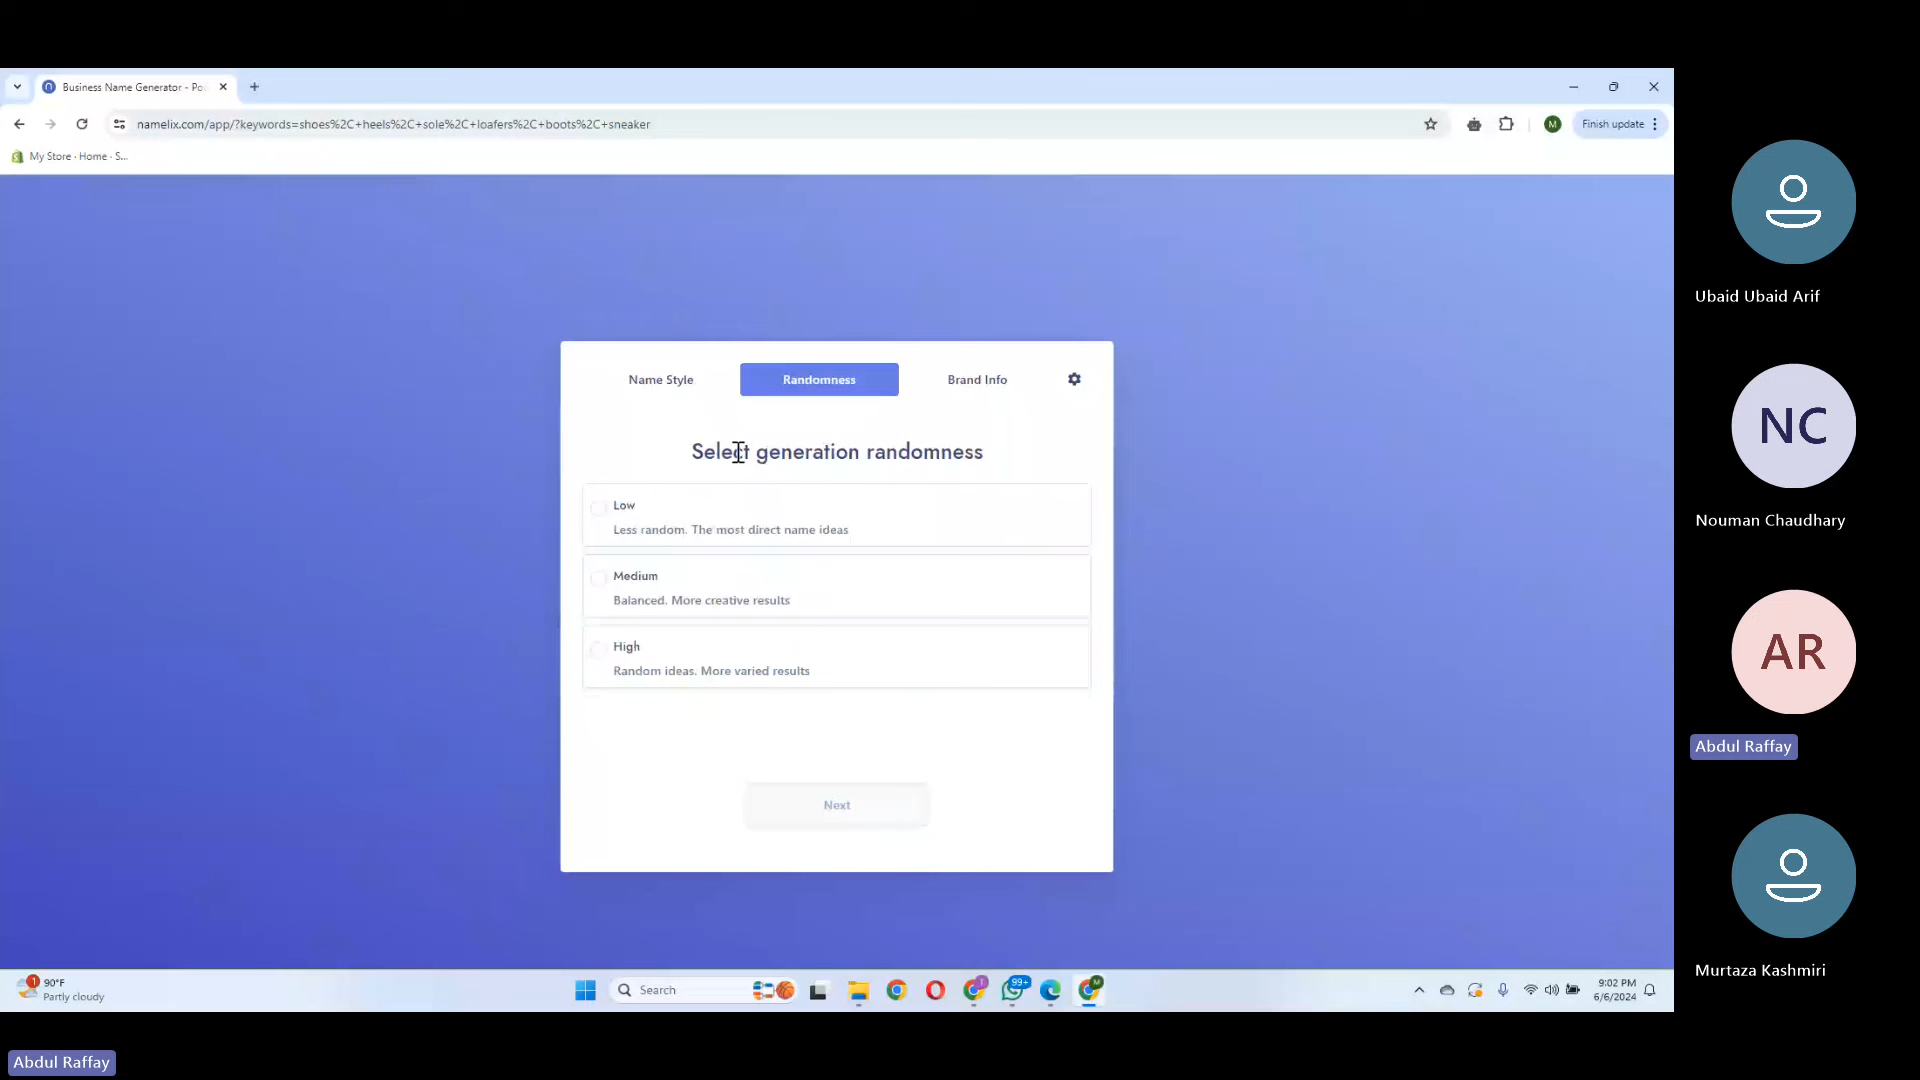 Business Name Generator - Po
namelix.com/app/?keywords=shoes%2C+heels%2C+sole%2C+loafers%2C+boots%2C+sneaker
M
Finish update
My Store · Home · S...
Name Style
Randomness
Brand Info
Select generation randomness
Low
Less random. The most direct name ideas
Medium
Balanced. More creative results
High
Random ideas. More varied results
Next
Ubaid Ubaid Arif
NC
Nouman Chaudhary
AR
Abdul Raffay
Murtaza Kashmiri
1
90°F
Partly cloudy
Search
99+
M
9:02 PM
6/6/2024
Abdul Raffay